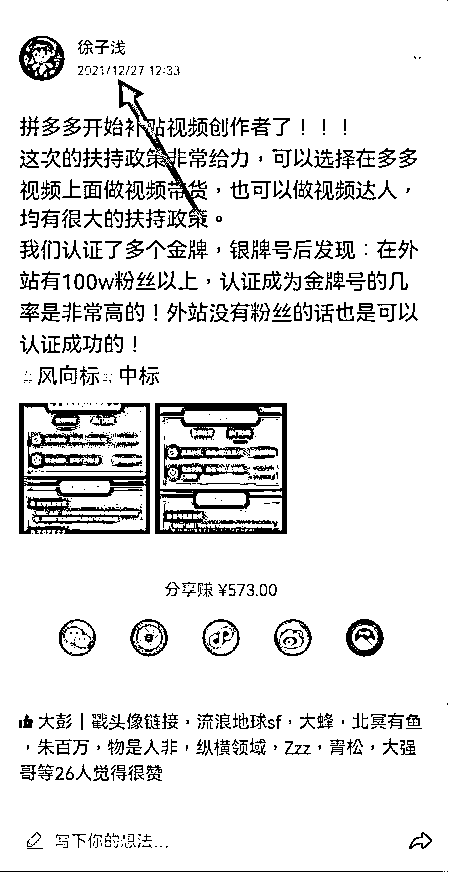 徐子浅
2021/12/27 12:33
拼多多开始补贴视频创作者了！！！
这次的扶持政策非常给力，可以选择在多多
视频上面做视频带货，也可以做视频达人，
均有很大的扶持政策。
我们认证了多个金牌，银牌号后发现：在外
站有100w粉丝以上，认证成为金牌号的几
率是非常高的！外站没有粉丝的话也是可以
认证成功的！
#风向标# 中标
分享赚 ¥573.00
大彭 | 戳头像链接，流浪地球sf，大蜂，北冥有鱼
，朱百万，物是人非，纵横领域，Zzz，青松，大强
哥等26人觉得很赞
写下你的想法...